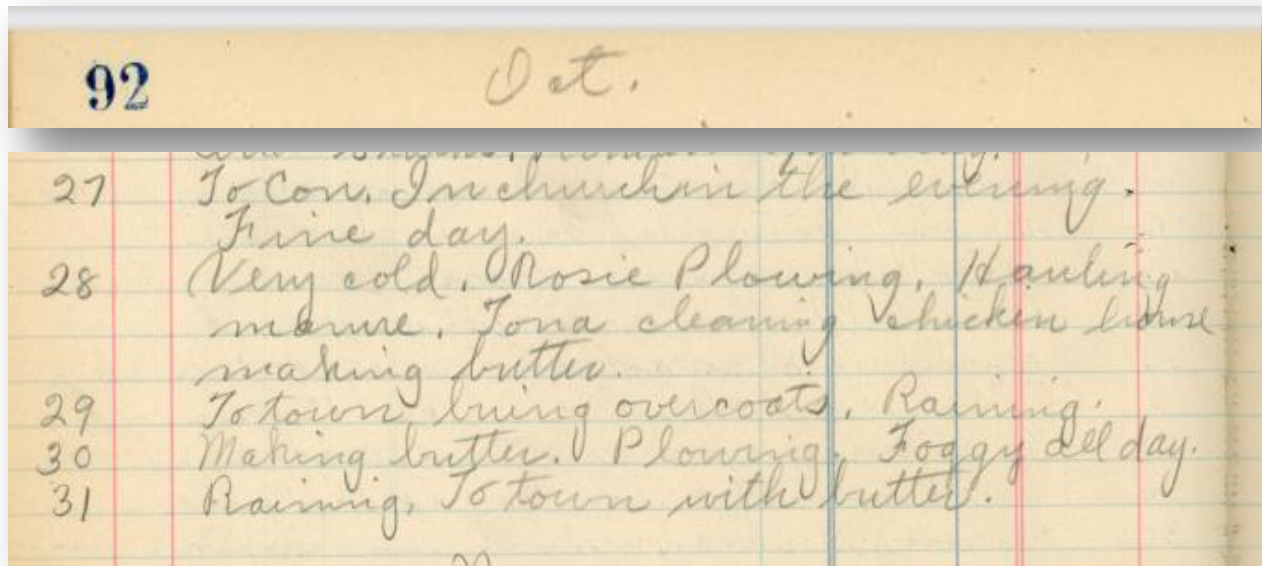 92 Oct.
27 To Con. In church in the evening.
Fine day.
28 Very cold. Rosie Plowing. Hauling
manure. Tona cleaning chicken house
making butter.
29 To town, buing overcoats. Raining.
30 Making butter. Plowing. Foggy all day.
31 Raining. To town with butter.